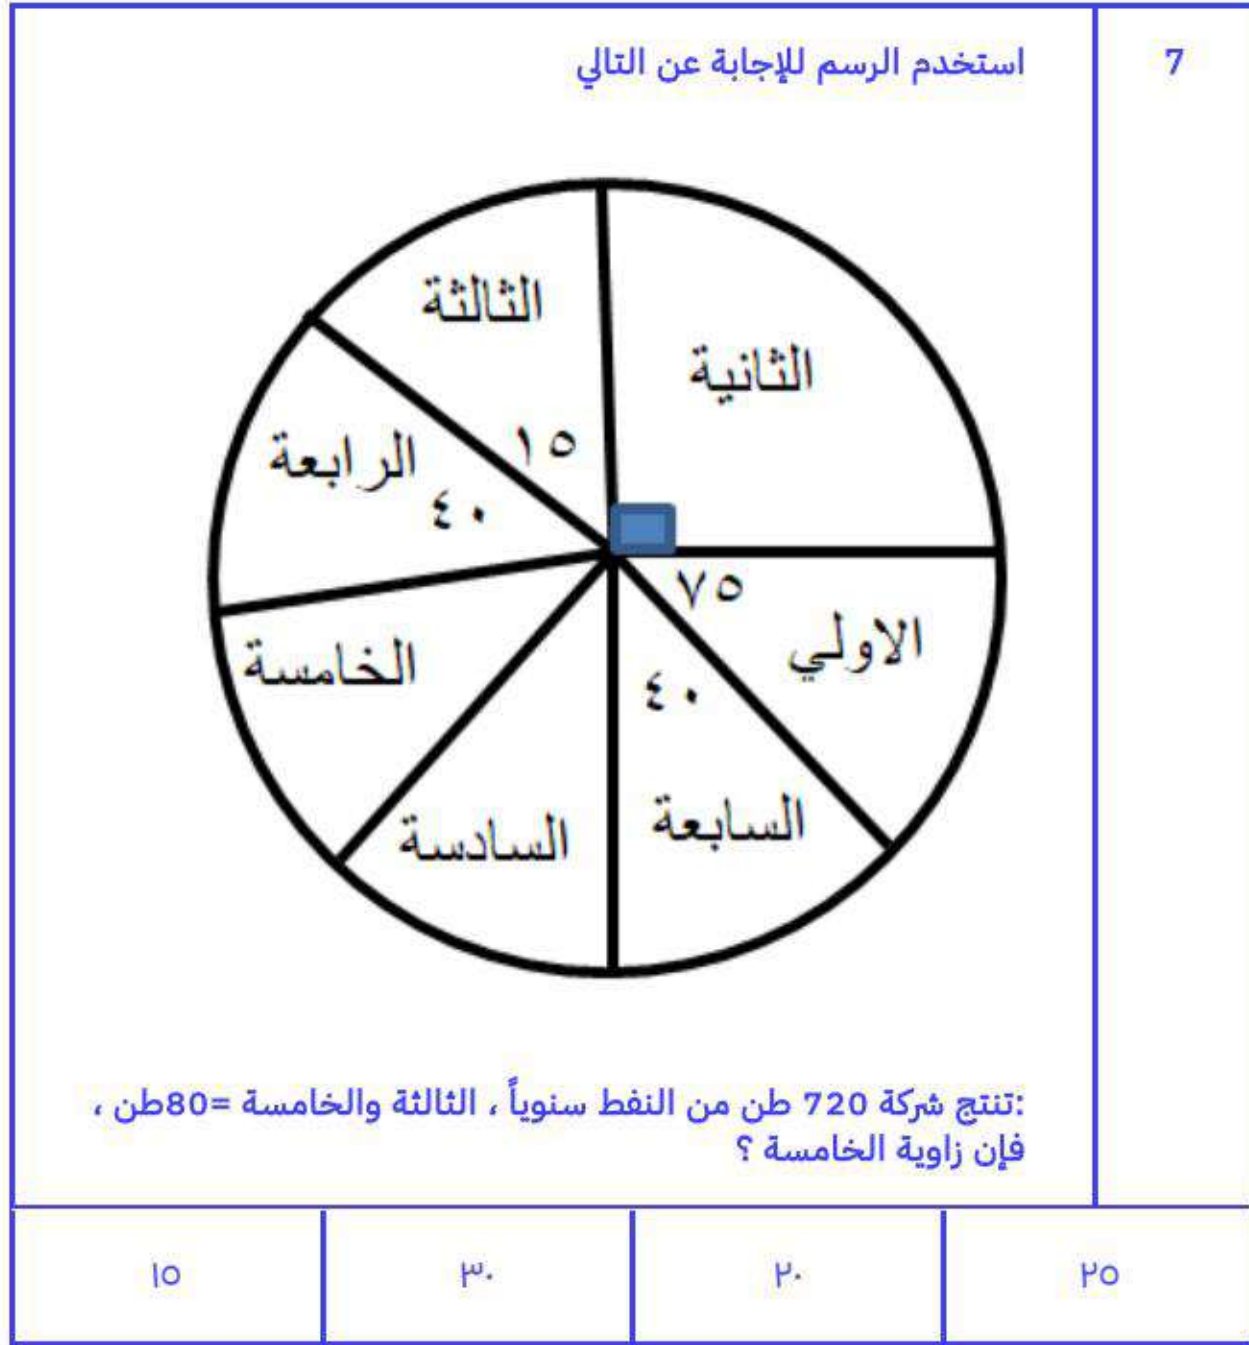 7
استخدم الرسم للإجابة عن التالي
الثالثة
الثانية
١٥
الرابعة
٤٠
٧٥
الاولي
الخامسة
٤٠
السادسة
السابعة
:تنتج شركة 720 طن من النفط سنوياً ، الثالثة والخامسة =80طن ،
فإن زاوية الخامسة ؟
٢٥
٢٠
٣٠
١٥